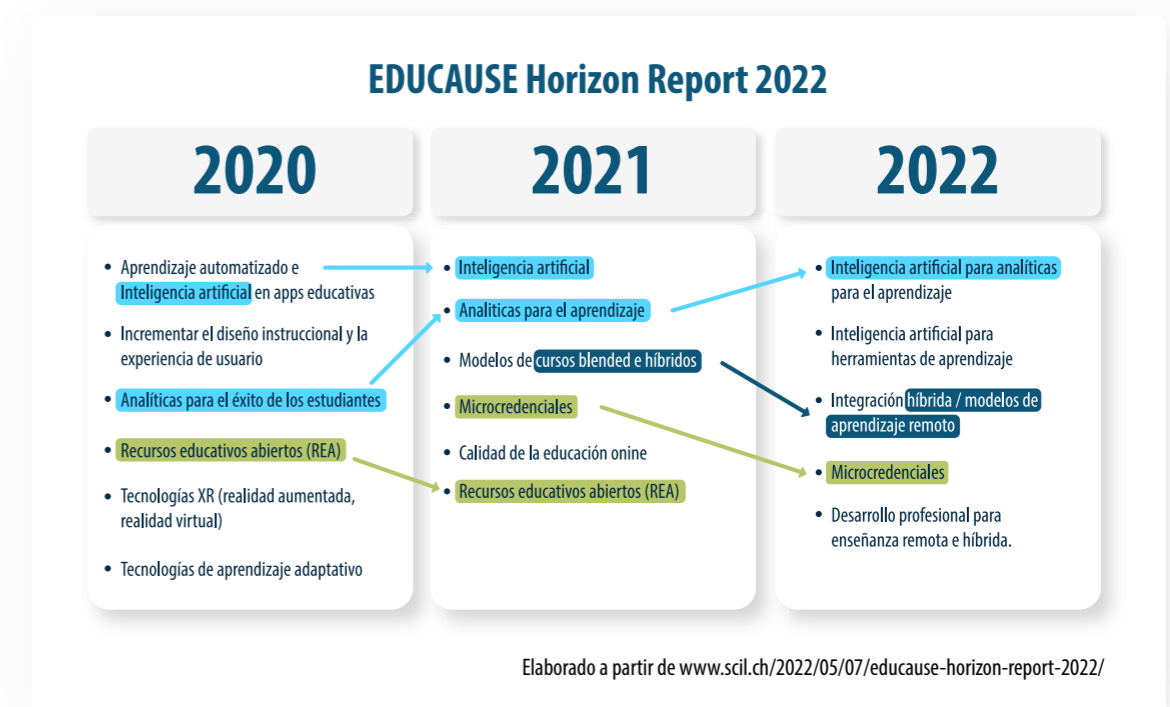 EDUCAUSE Horizon Report 2022
2020
• Aprendizaje automatizado e
Inteligencia artificial en apps educativas
• Incrementar el diseño instruccional y la
experiencia de usuario
• Analíticas para el éxito de los estudiantes
• Recursos educativos abiertos (REA)
• Tecnologías XR (realidad aumentada,
realidad virtual)
• Tecnologías de aprendizaje adaptativo
2021
• Inteligencia artificial
• Analiticas para el aprendizaje
• Modelos de cursos blended e híbridos
• Microcredenciales
• Calidad de la educación onine
• Recursos educativos abiertos (REA)
2022
• Inteligencia artificial para analíticas
para el aprendizaje
• Inteligencia artificial para
herramientas de aprendizaje
• Integración híbrida / modelos de
aprendizaje remoto
• Microcredenciales
• Desarrollo profesional para
enseñanza remota e híbrida.
Elaborado a partir de www.scil.ch/2022/05/07/educause-horizon-report-2022/